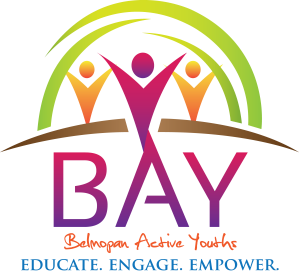 BAY
Belmopan Active Youths
EDUCATE. ENGAGE. EMPOWER.